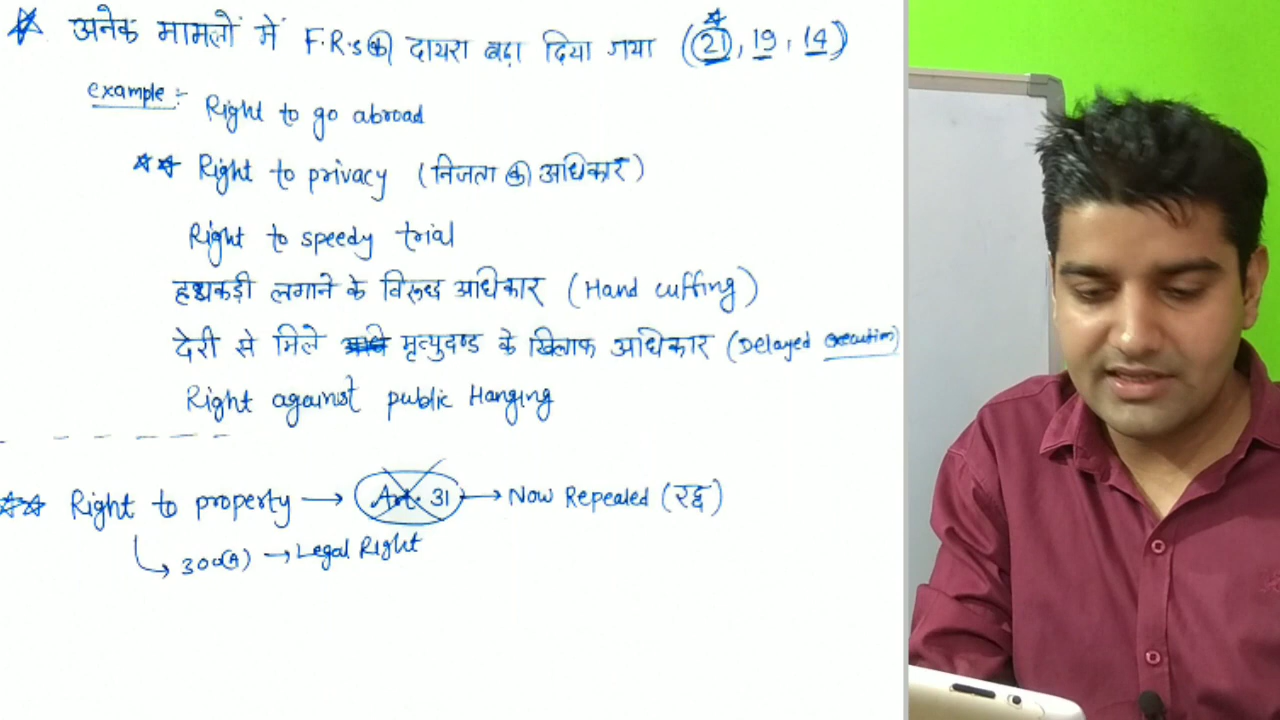 अनेक मामलों में F.R.s का दायरा बढ़ा दिया गया (21, 19, 14)
example:-
Right to go abroad
Right to privacy (निजता का अधिकार)
Right to speedy trial
हथकड़ी लगाने के विरुध्द अधिकार (Hand cuffing)
देरी से मिले मृत्युदण्ड के खिलाफ अधिकार (Delayed execution)
Right against public Hanging
Right to property → Art. 31 → Now Repealed (रद्द)
↳ 300(A) → Legal Right